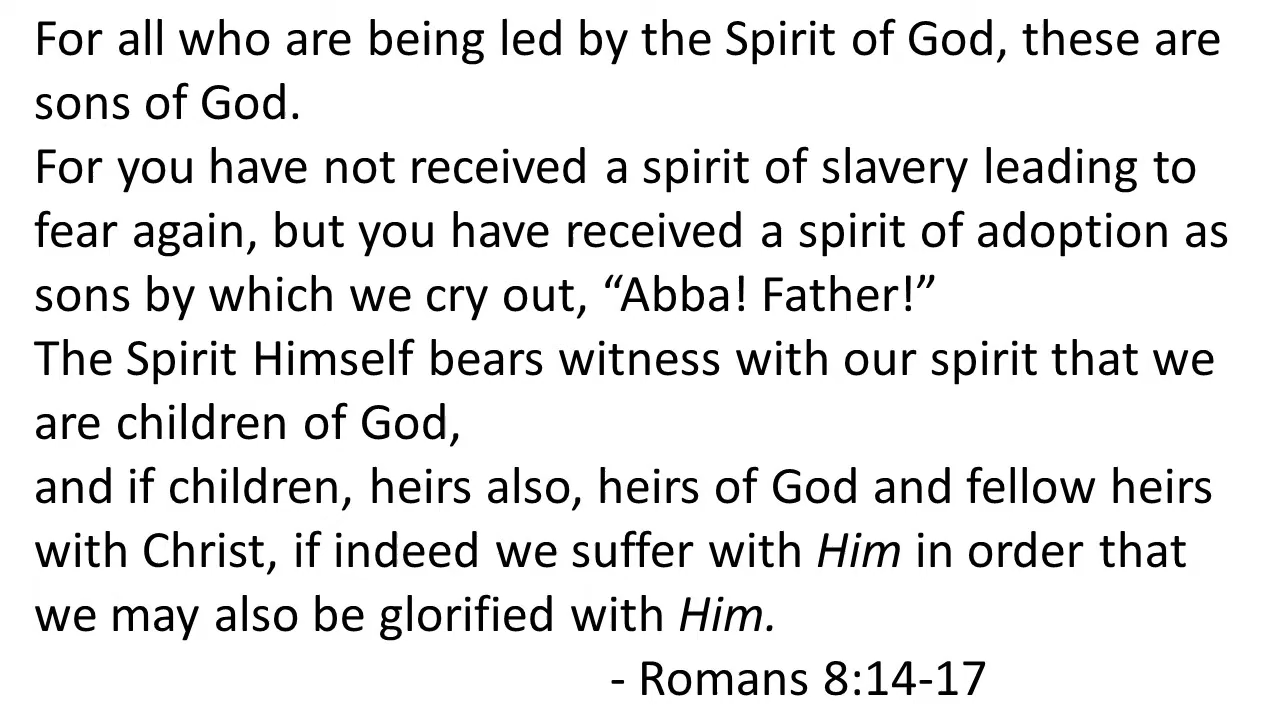 For all who are being led by the Spirit of God, these are
sons of God.
For you have not received a spirit of slavery leading to
fear again, but you have received a spirit of adoption as
sons by which we cry out, “Abba! Father!”
The Spirit Himself bears witness with our spirit that we
are children of God,
and if children, heirs also, heirs of God and fellow heirs
with Christ, if indeed we suffer with Him in order that
we may also be glorified with Him.
- Romans 8:14-17